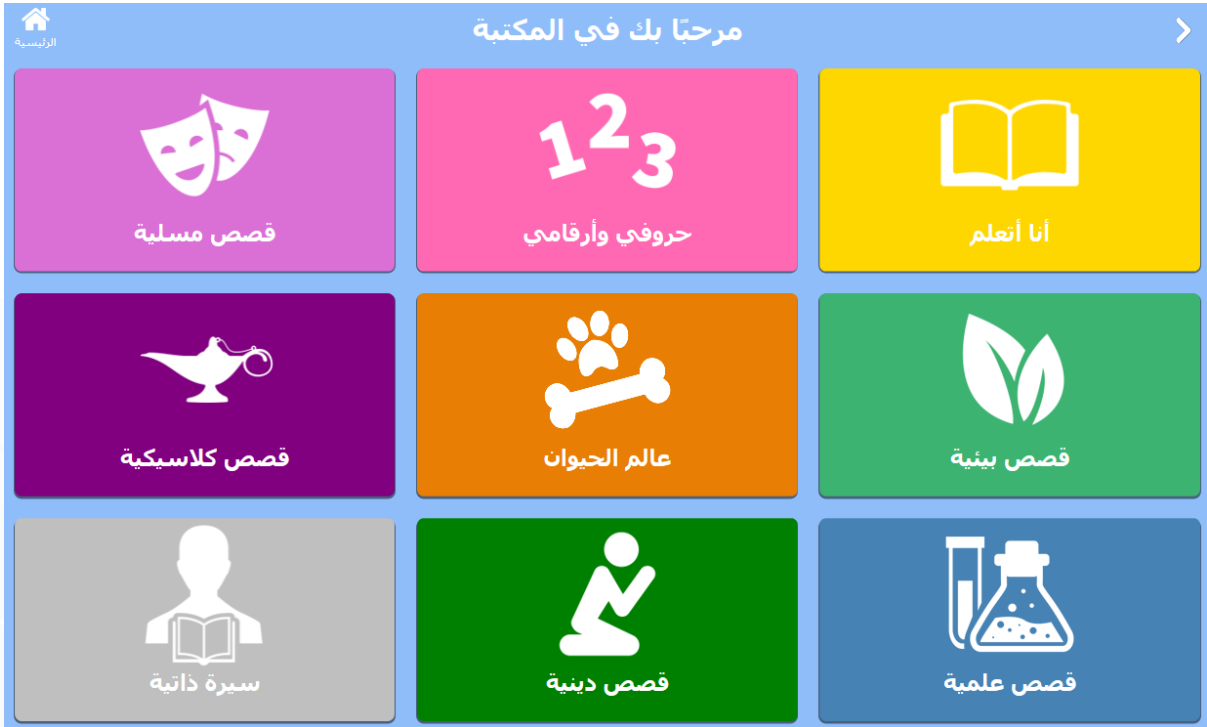 مرحبًا بك في المكتبة
الرئيسية
أنا أتعلم
123
حروفي وأرقامي
قصص مسلية
قصص بيئية
عالم الحيوان
قصص كلاسيكية
قصص علمية
قصص دينية
سيرة ذاتية